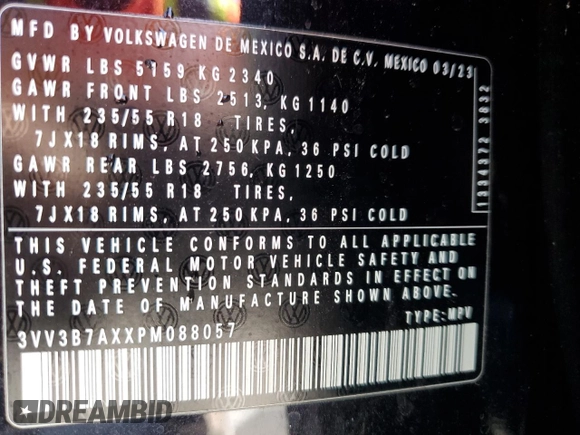 MFD BY VOLKSWAGEN DE MEXICO S.A. DE C.V. MEXICO 03/23
GVWR LBS 5159 KG 2340
GAWR FRONT LBS 2513, KG 1140
WITH 235/55 R18 TIRES,
7JX18 RIMS, AT 250 KPA, 36 PSI COLD
GAWR REAR LBS 2756, KG 1250
WITH 235/55 R18 TIRES,
7JX18 RIMS, AT 250 KPA, 36 PSI COLD
1334372 3832
THIS VEHICLE CONFORMS TO ALL APPLICABLE
U.S. FEDERAL MOTOR VEHICLE SAFETY AND
THEFT PREVENTION STANDARDS IN EFFECT ON
THE DATE OF MANUFACTURE SHOWN ABOVE.
3VV3B7AXXPM088057 TYPE: MPV
DREAMBID